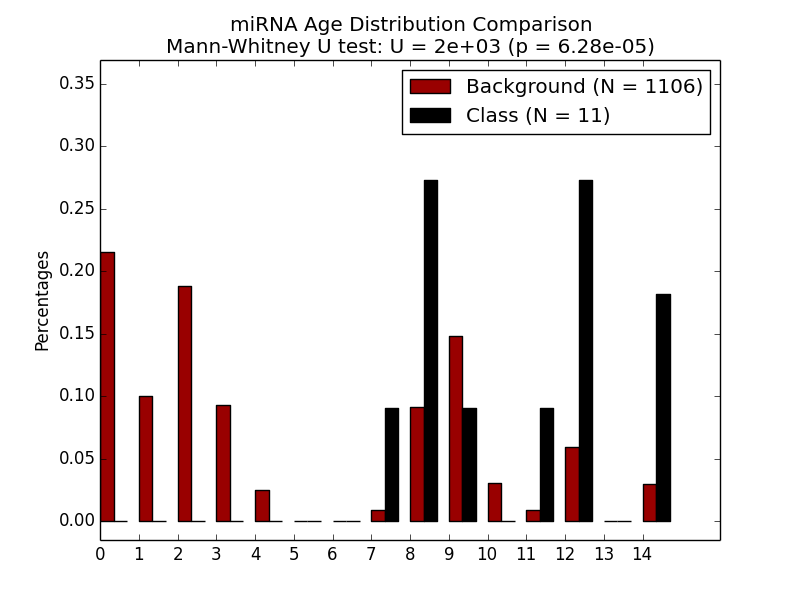 miRNA Age Distribution Comparison
Mann-Whitney U test: U = 2e+03 (p = 6.28e-05)
Background (N = 1106)
Class (N = 11)
Percentages
0.35
0.30
0.25
0.20
0.15
0.10
0.05
0.00
0 1 2 3 4 5 6 7 8 9 10 11 12 13 14